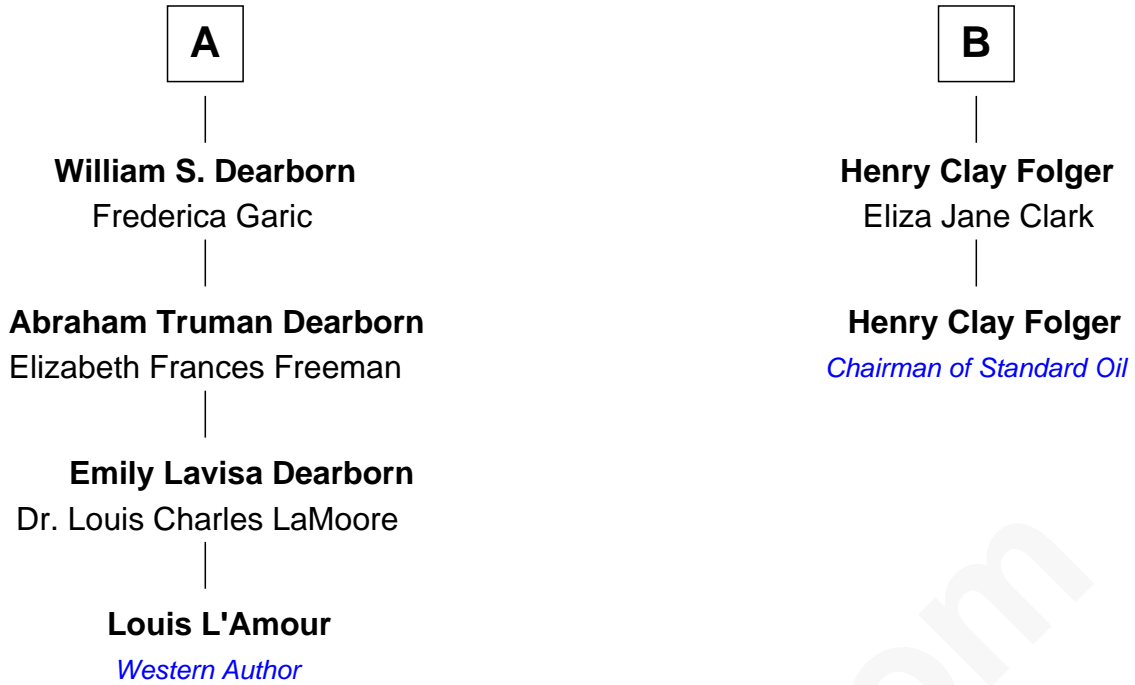 A
William S. Dearborn
Frederica Garic
Abraham Truman Dearborn
Elizabeth Frances Freeman
Emily Lavisa Dearborn
Dr. Louis Charles LaMoore
Louis L'Amour
Western Author
B
Henry Clay Folger
Eliza Jane Clark
Henry Clay Folger
Chairman of Standard Oil
om